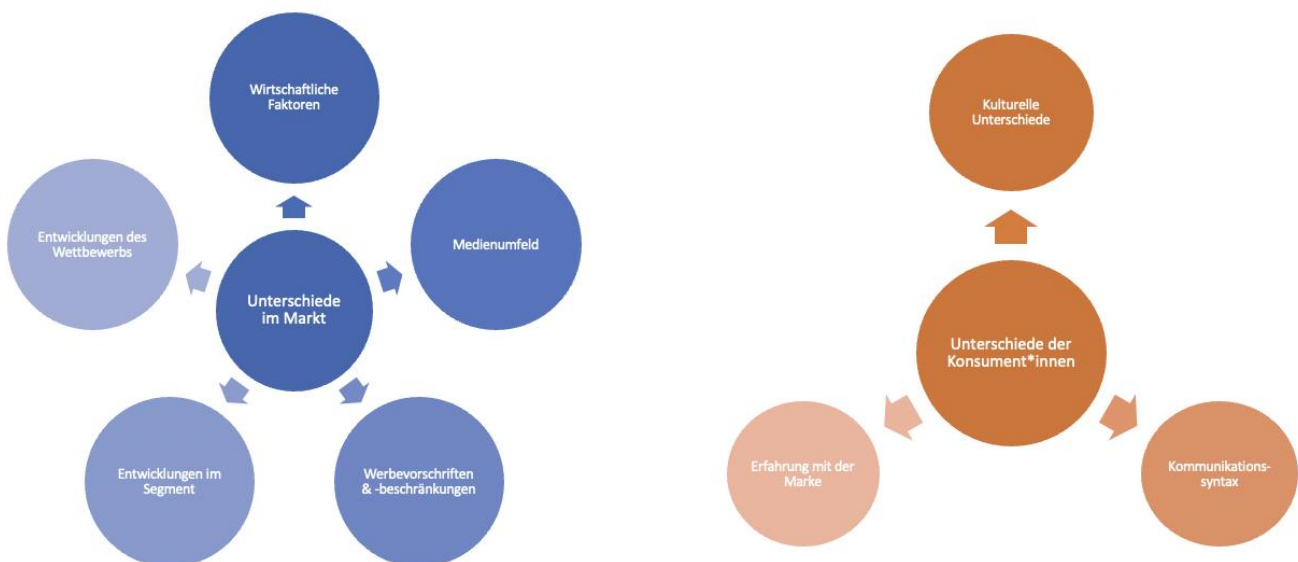 Wirtschaftliche
Faktoren
Medienumfeld
Werbevorschriften
& -beschränkungen
Entwicklungen im
Segment
Entwicklungen des
Wettbewerbs
Unterschiede
im Markt
Kulturelle
Unterschiede
Unterschiede der
Konsument*innen
Erfahrung mit der
Marke
Kommunikations-
syntax